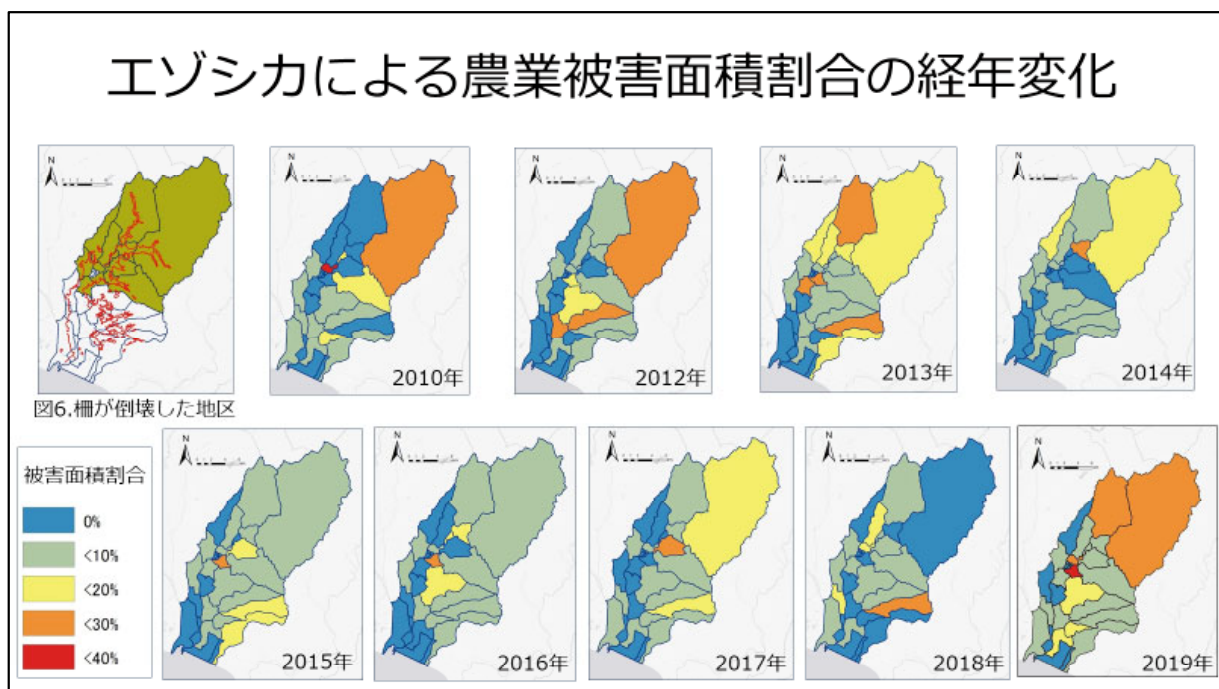 エゾシカによる農業被害面積割合の経年変化
N
N
N
N
N
2010年
2012年
2013年
2014年
図6.柵が倒壊した地区
N
N
N
N
N
被害面積割合
0%
<10%
<20%
<30%
<40%
2015年
2016年
2017年
2018年
2019年